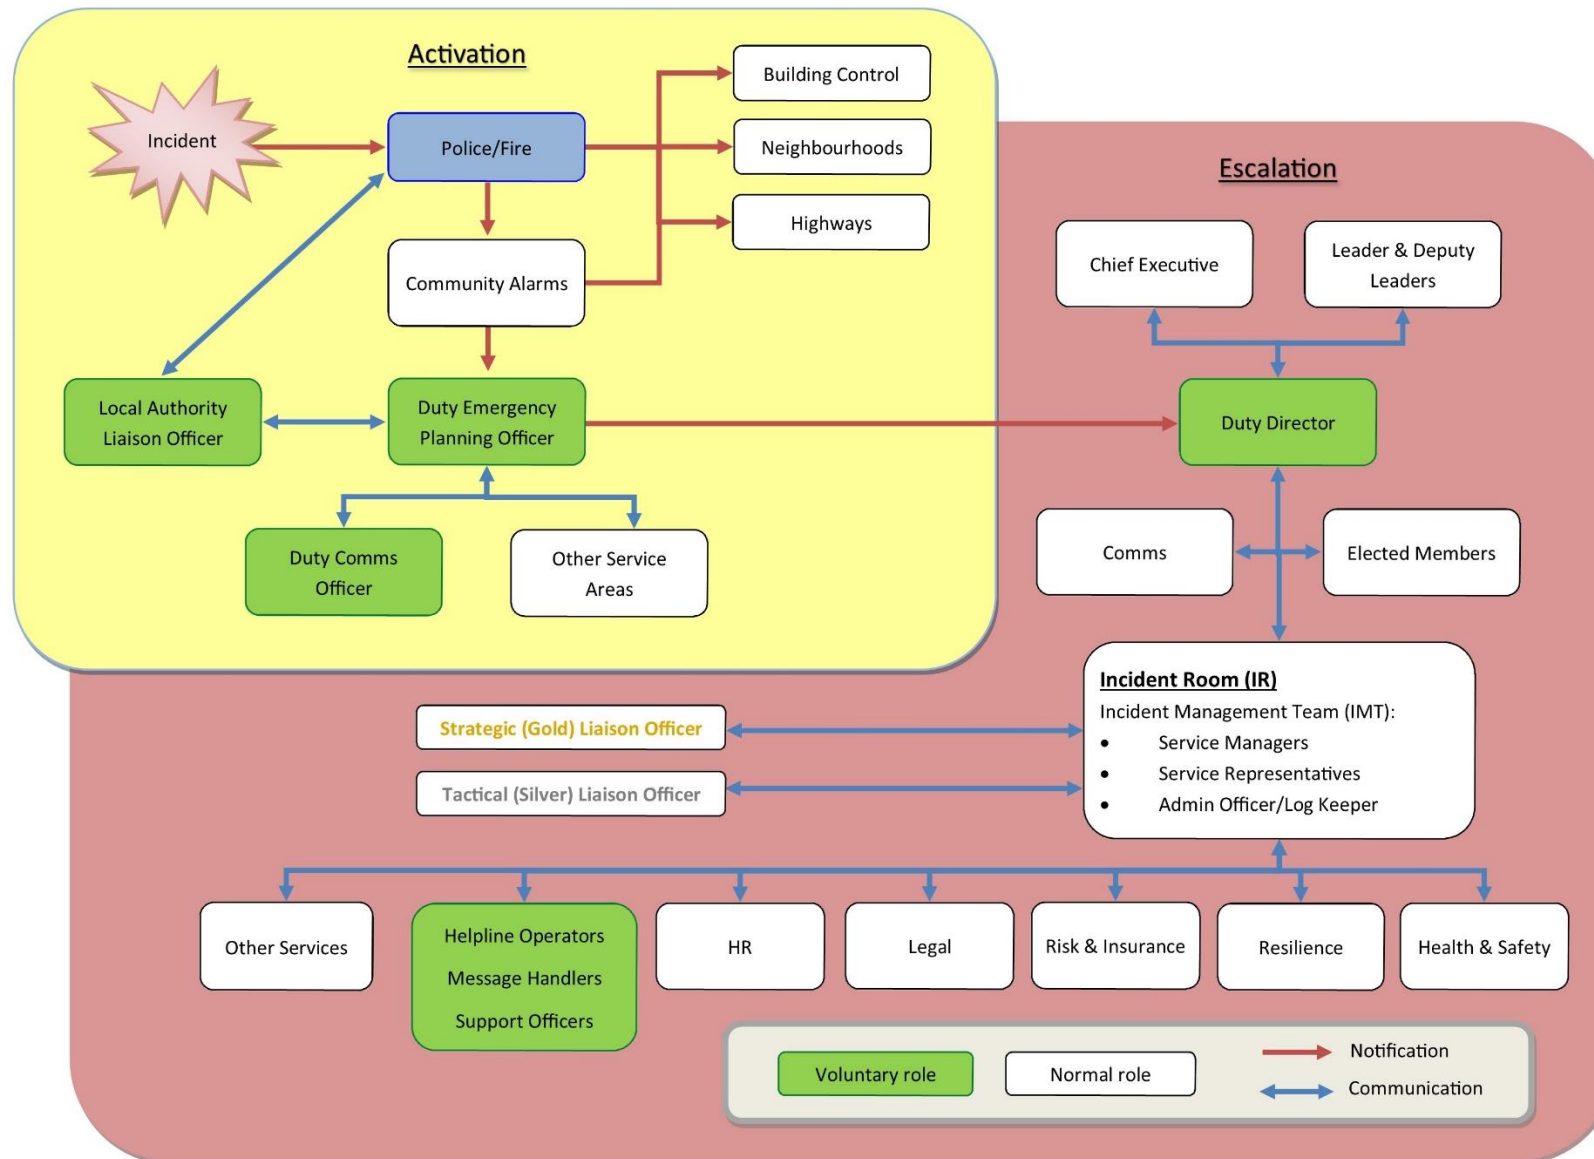 Activation
Incident
Police/Fire
Building Control
Neighbourhoods
Highways
Community Alarms
Local Authority
Liaison Officer
Duty Emergency
Planning Officer
Duty Comms
Officer
Other Service
Areas
Escalation
Chief Executive
Leader & Deputy
Leaders
Duty Director
Comms
Elected Members
Incident Room (IR)
Incident Management Team (IMT):
• Service Managers
• Service Representatives
• Admin Officer/Log Keeper
Strategic (Gold) Liaison Officer
Tactical (Silver) Liaison Officer
Other Services
Helpline Operators
Message Handlers
Support Officers
HR
Legal
Risk & Insurance
Resilience
Health & Safety
Voluntary role
Normal role
Notification
Communication